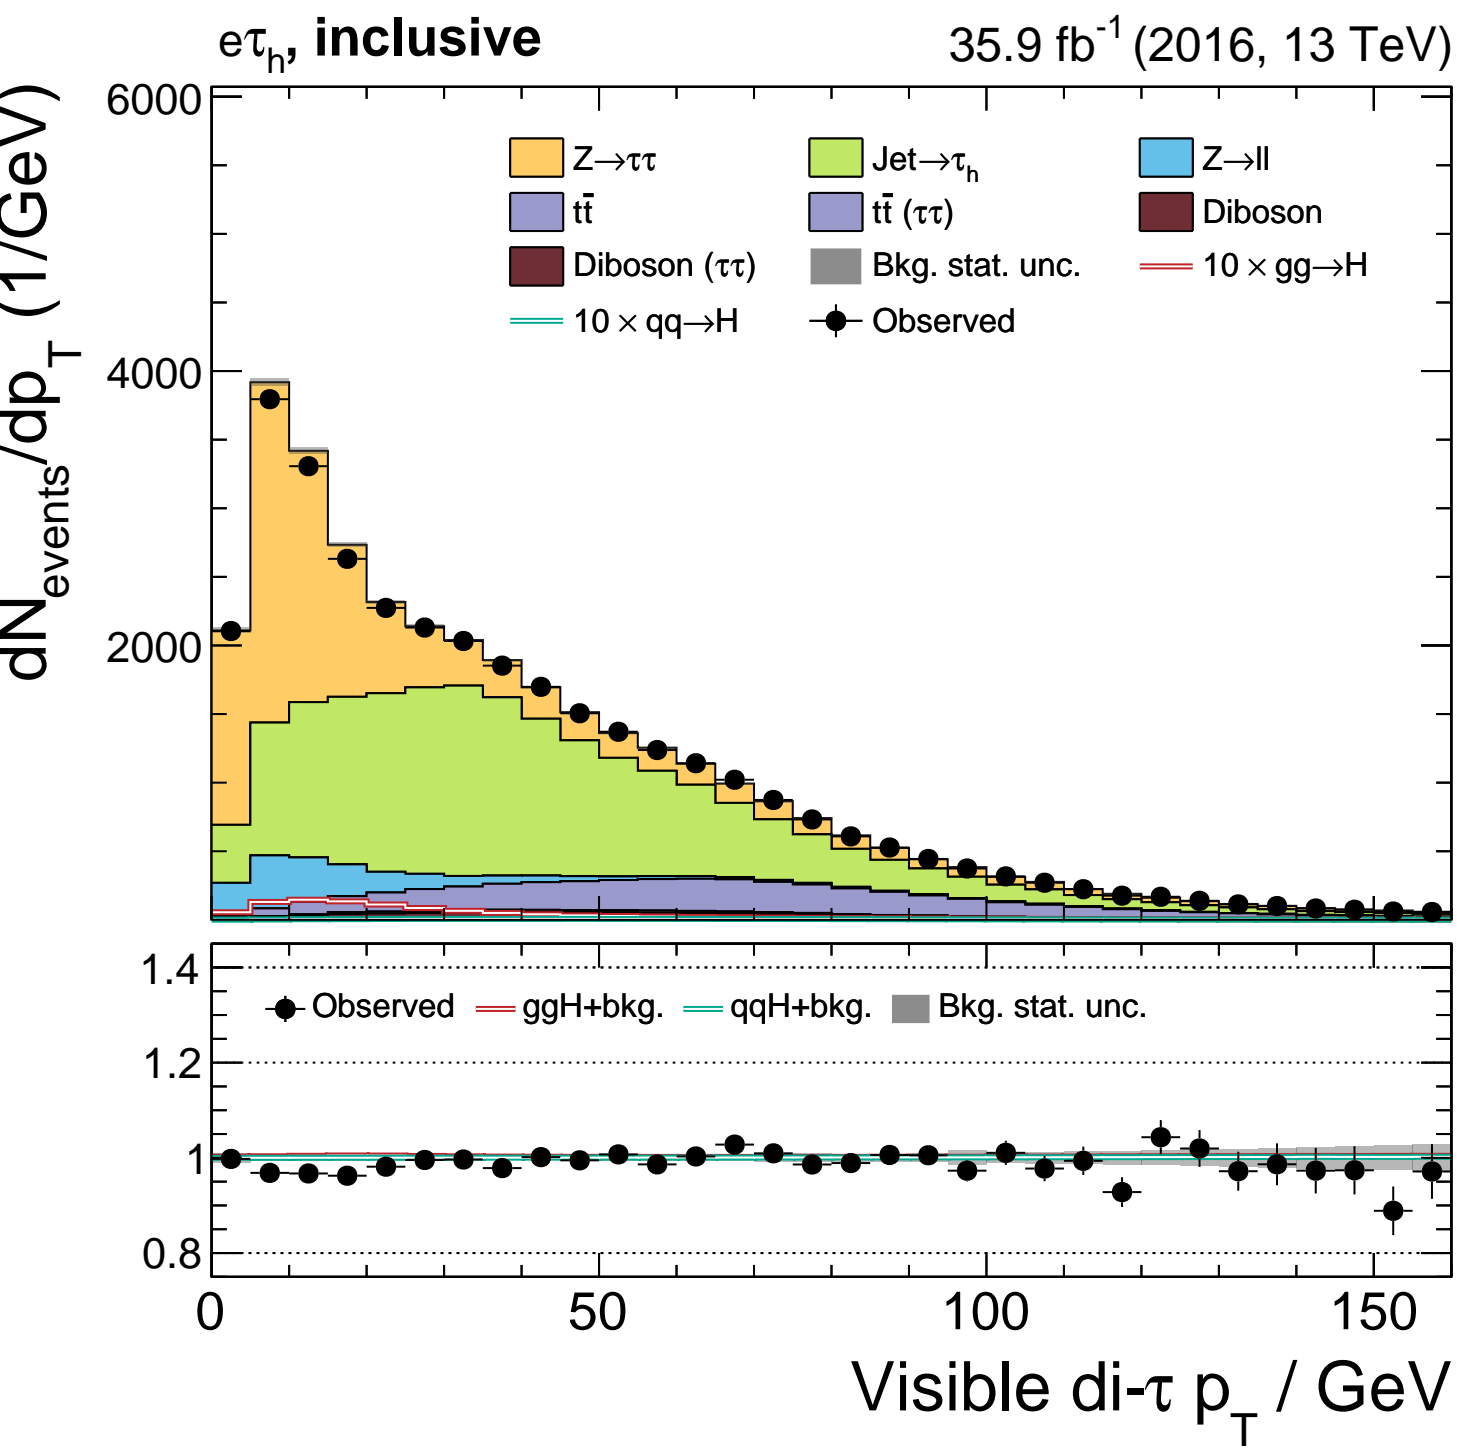 eτh, inclusive
35.9 fb-1 (2016, 13 TeV)
dNevents/dpT (1/GeV)
6000
4000
2000
Z→ττ Jet→τh Z→ll
tt̄ tt̄ (ττ) Diboson
Diboson (ττ) Bkg. stat. unc. 10 × gg→H
10 × qq→H Observed
1.4
1.2
1
0.8
Observed ggH+bkg. qqH+bkg. Bkg. stat. unc.
0 50 100 150
Visible di-τ pT / GeV